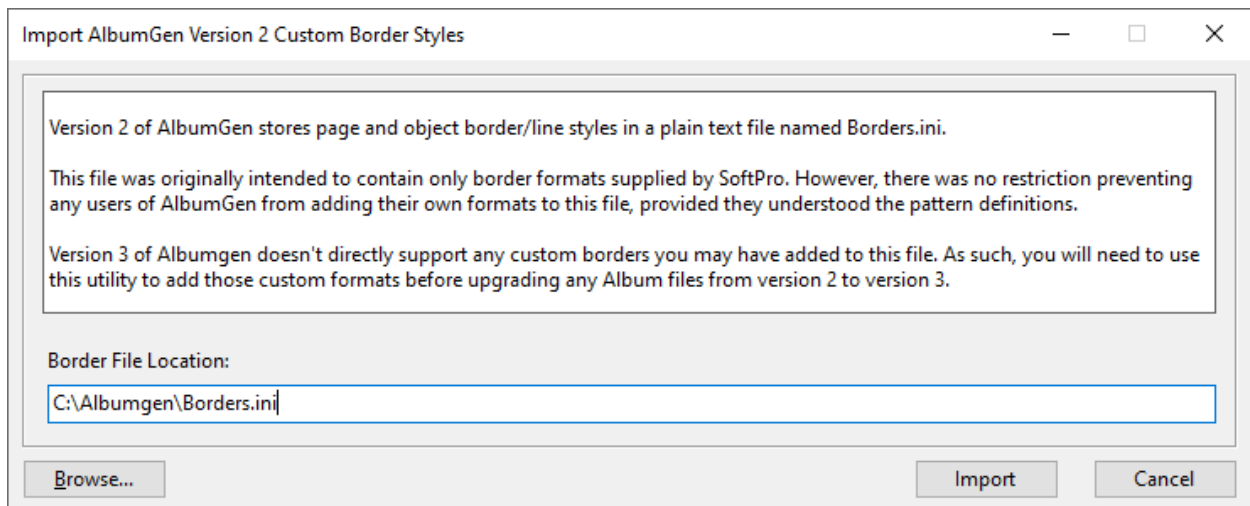 Import AlbumGen Version 2 Custom Border Styles
Version 2 of AlbumGen stores page and object border/line styles in a plain text file named Borders.ini.
This file was originally intended to contain only border formats supplied by SoftPro. However, there was no restriction preventing
any users of AlbumGen from adding their own formats to this file, provided they understood the pattern definitions.
Version 3 of Albumgen doesn't directly support any custom borders you may have added to this file. As such, you will need to use
this utility to add those custom formats before upgrading any Album files from version 2 to version 3.
Border File Location:
C:\Albumgen\Borders.ini
Browse... Import Cancel